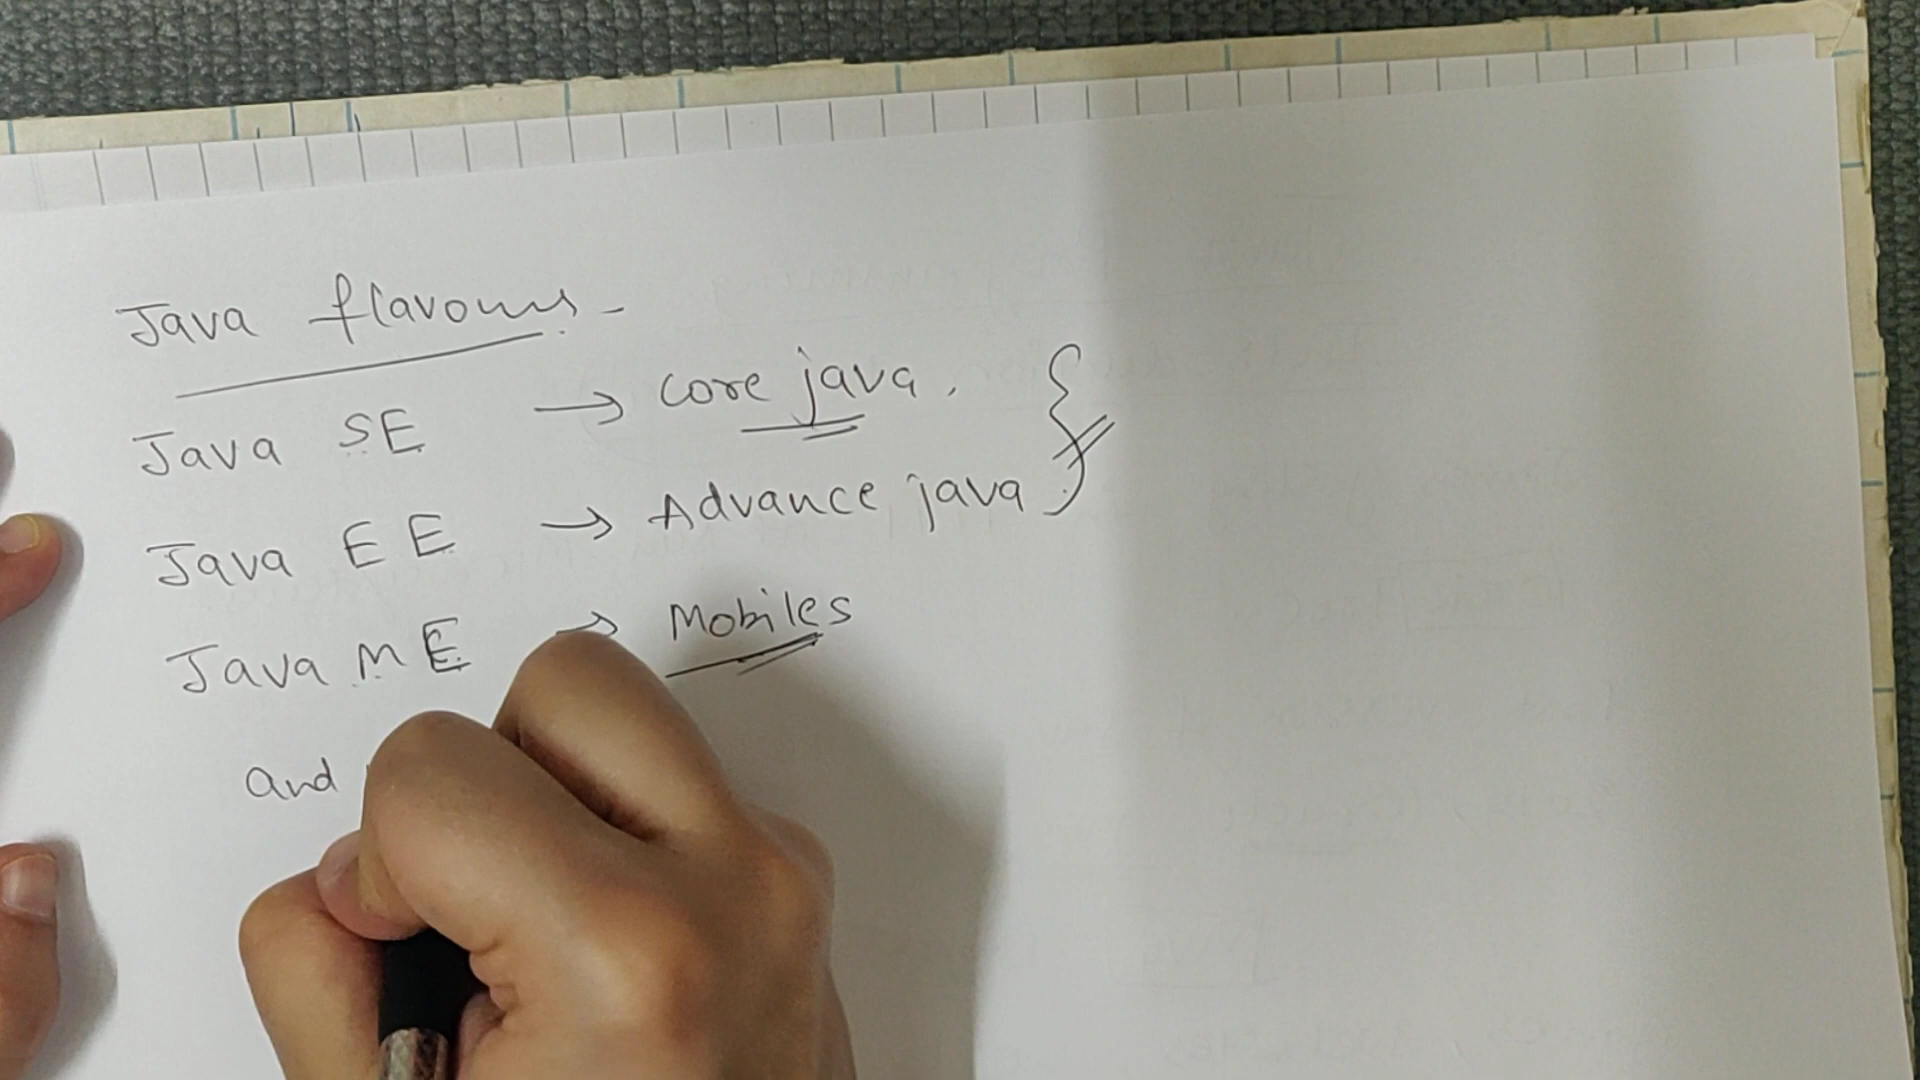 Java flavours -
Java SE → core java .
Java EE → Advance java
Java ME → Mobiles
and